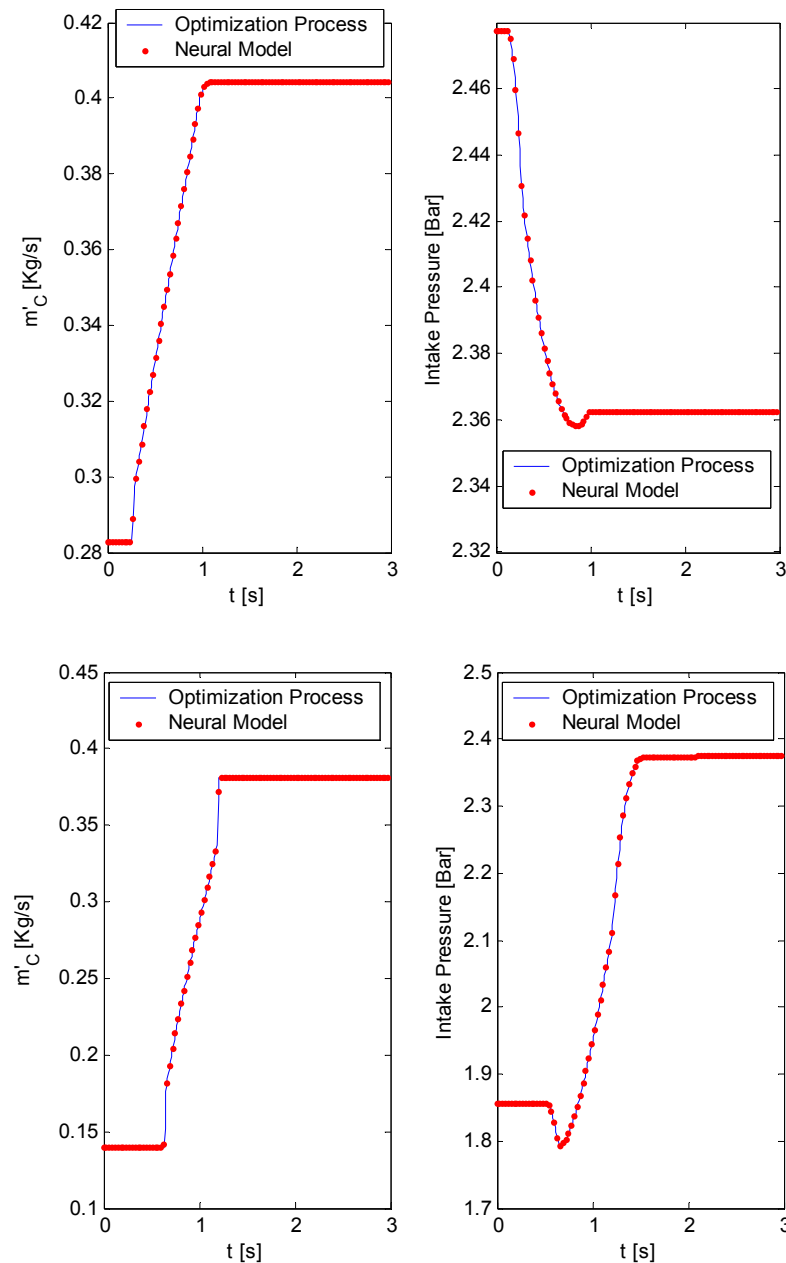 Optimization Process
Neural Model
0.42
0.4
0.38
0.36
0.34
0.32
0.3
0.28
m'C [Kg/s]
0 1 2 3
t [s]
2.46
2.44
2.42
2.4
2.38
2.36
2.34
2.32
Intake Pressure [Bar]
Optimization Process
Neural Model
0 1 2 3
t [s]
0.45
0.4
0.35
0.3
0.25
0.2
0.15
0.1
m'C [Kg/s]
Optimization Process
Neural Model
0 1 2 3
t [s]
2.5
2.4
2.3
2.2
2.1
2
1.9
1.8
1.7
Intake Pressure [Bar]
Optimization Process
Neural Model
0 1 2 3
t [s]